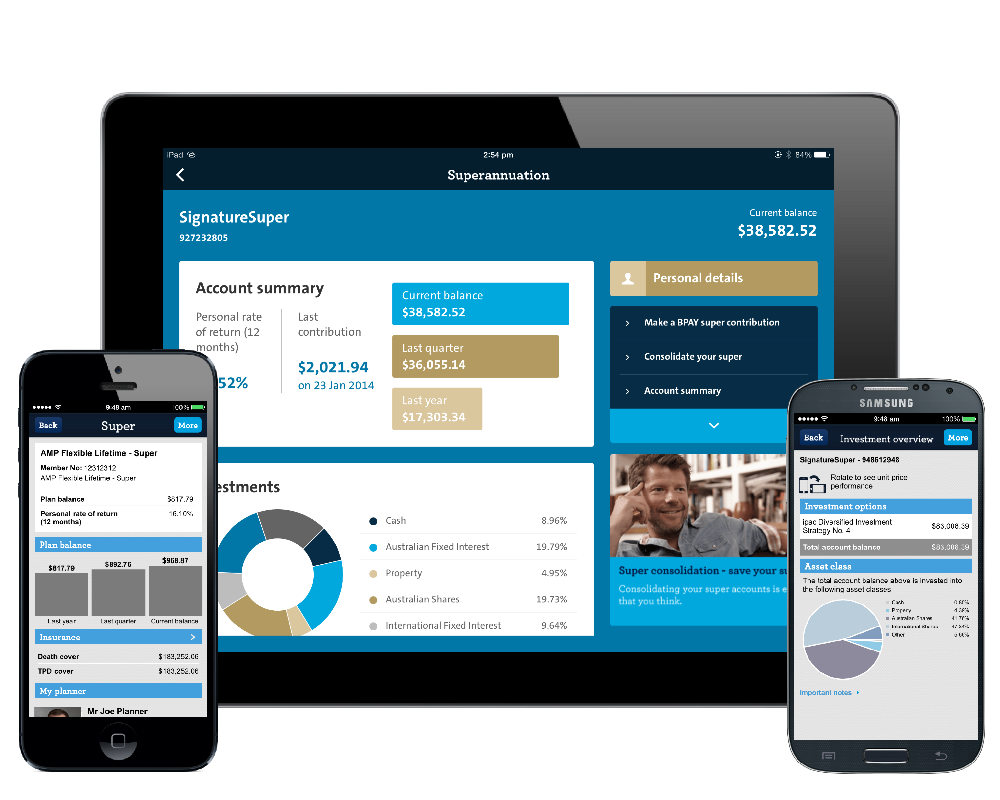 iPad
2:54 pm
84%
Superannuation
SignatureSuper
927232805
Current balance
$38,582.52
Account summary
Personal rate
of return (12
months)
52%
Last
contribution
$2,021.94
on 23 Jan 2014
Current balance
$38,582.52
Last quarter
$36,055.14
Last year
$17,303.34
Personal details
Make a BPAY super contribution
Consolidate your super
Account summary
estments
Cash 8.96%
Australian Fixed Interest 19.79%
Property 4.95%
Australian Shares 19.73%
International Fixed Interest 9.64%
Super consolidation - save your su
Consolidating your super accounts is e
that you think.
9:48 am
100%
Back
Super
More
AMP Flexible Lifetime - Super
Member No: 12312312
AMP Flexible Lifetime - Super
Plan balance $817.79
Personal rate of return 16.10%
(12 months)
Plan balance
$817.79
$892.76
$968.87
Last year
Last quarter
Current balance
Insurance
Death cover $183,252.06
TPD cover $183,252.06
My planner
Mr Joe Planner
SAMSUNG
9:48 am
100%
Back
Investment overview
More
SignatureSuper - 948612948
Rotate to see unit price
performance
Investment options
ipac Diversified Investment
Strategy No. 4
$83,008.39
Total account balance $83,008.39
Asset class
The total account balance above is invested into
the following asset classes
Cash
Property
Australian Shares
International Shares
Other
Important notes